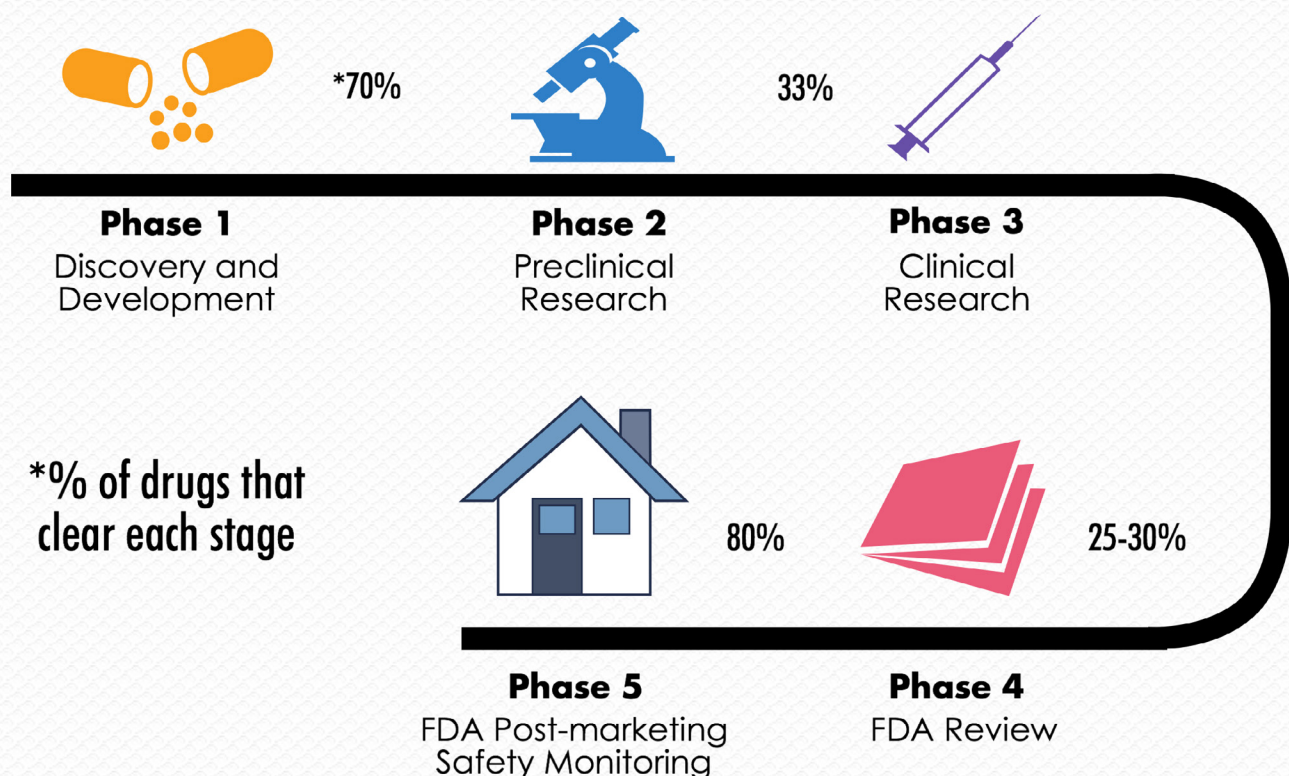 *70%
33%
Phase 1
Discovery and
Development
Phase 2
Preclinical
Research
Phase 3
Clinical
Research
*% of drugs that
clear each stage
80%
25-30%
Phase 5
FDA Post-marketing
Safety Monitoring
Phase 4
FDA Review